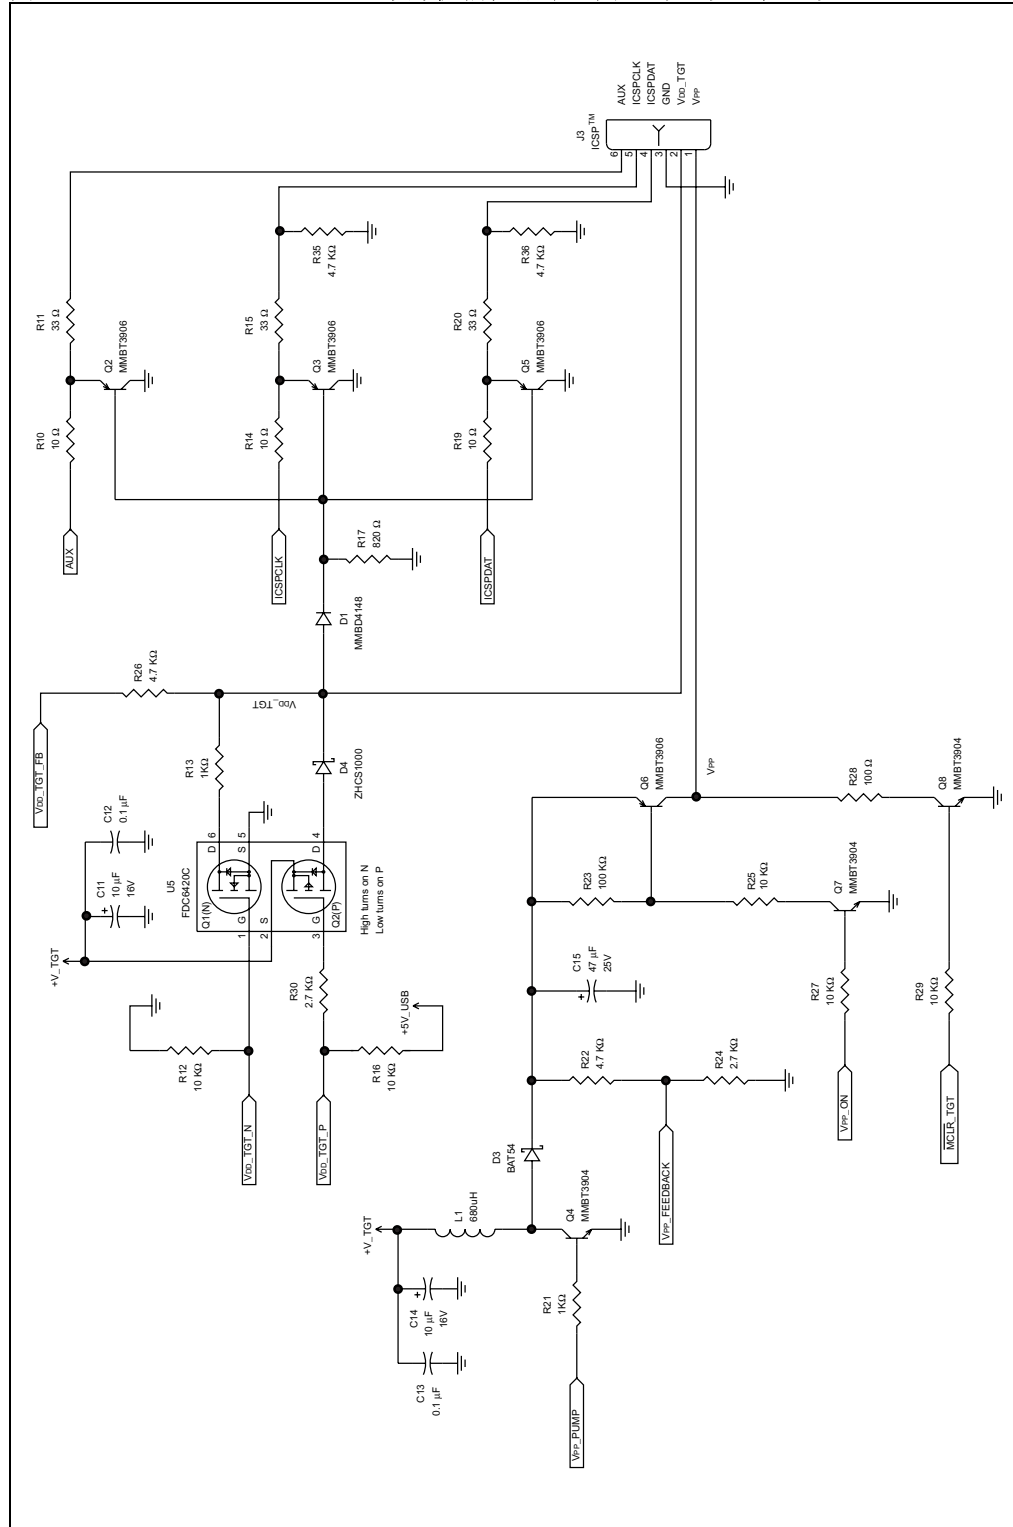 J3
ICSP™
AUX
ICSPCLK
ICSPDAT
GND
VDD_TGT
VPP
6
5
4
3
2
1
R11
33 Ω
R10
10 Ω
Q2
MMBT3906
AUX
R35
4.7 KΩ
R15
33 Ω
R14
10 Ω
Q3
MMBT3906
ICSPCLK
R36
4.7 KΩ
R20
33 Ω
R19
10 Ω
Q5
MMBT3906
ICSPDAT
R17
820 Ω
D1
MMBD4148
VDD_TGT_FB
R26
4.7 KΩ
VDD_TGT
R13
1KΩ
D4
ZHCS1000
+V_TGT
C12
0.1 µF
C11
10 µF
16V
+
U5
FDC6420C
Q1(N)
Q2(P)
D
6
S
5
D
4
G
1
S
2
G
3
High turns on N
Low turns on P
R30
2.7 KΩ
R12
10 KΩ
R16
10 KΩ
+5V_USB
VDD_TGT_N
VDD_TGT_P
Q6
MMBT3906
VPP
R28
100 Ω
Q8
MMBT3904
R23
100 KΩ
R25
10 KΩ
Q7
MMBT3904
C15
47 µF
25V
+
R27
10 KΩ
R29
10 KΩ
R22
4.7 KΩ
R24
2.7 KΩ
VPP_ON
MCLR_TGT
VPP_FEEDBACK
D3
BAT54
+V_TGT
L1
680uH
Q4
MMBT3904
R21
1KΩ
C14
10 µF
16V
+
C13
0.1 µF
VPP_PUMP